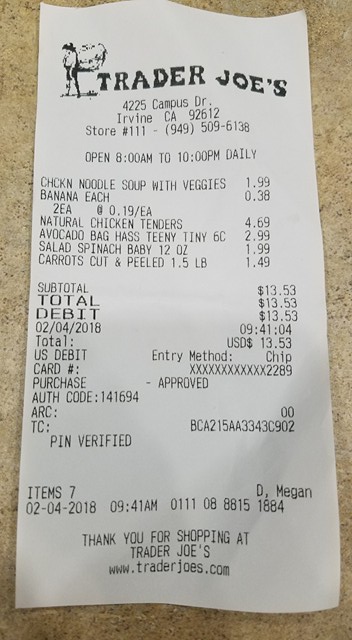 TRADER JOE'S
4225 Campus Dr.
Irvine CA 92612
Store #111 - (949) 509-6138
OPEN 8:00AM TO 10:00PM DAILY
CHCKN NOODLE SOUP WITH VEGGIES 1.99
BANANA EACH 0.38
2EA @ 0.19/EA
NATURAL CHICKEN TENDERS 4.69
AVOCADO BAG HASS TEENY TINY 6C 2.99
SALAD SPINACH BABY 12 OZ 1.99
CARROTS CUT & PEELED 1.5 LB 1.49
SUBTOTAL $13.53
TOTAL $13.53
DEBIT $13.53
02/04/2018 09:41:04
Total: USD$ 13.53
US DEBIT Entry Method: Chip
CARD #: XXXXXXXXXXXX2289
PURCHASE - APPROVED
AUTH CODE:141694
ARC: 00
TC: BCA215AA3343C902
PIN VERIFIED
ITEMS 7 D, Megan
02-04-2018 09:41AM 0111 08 8815 1884
THANK YOU FOR SHOPPING AT
TRADER JOE'S
www.traderjoes.com